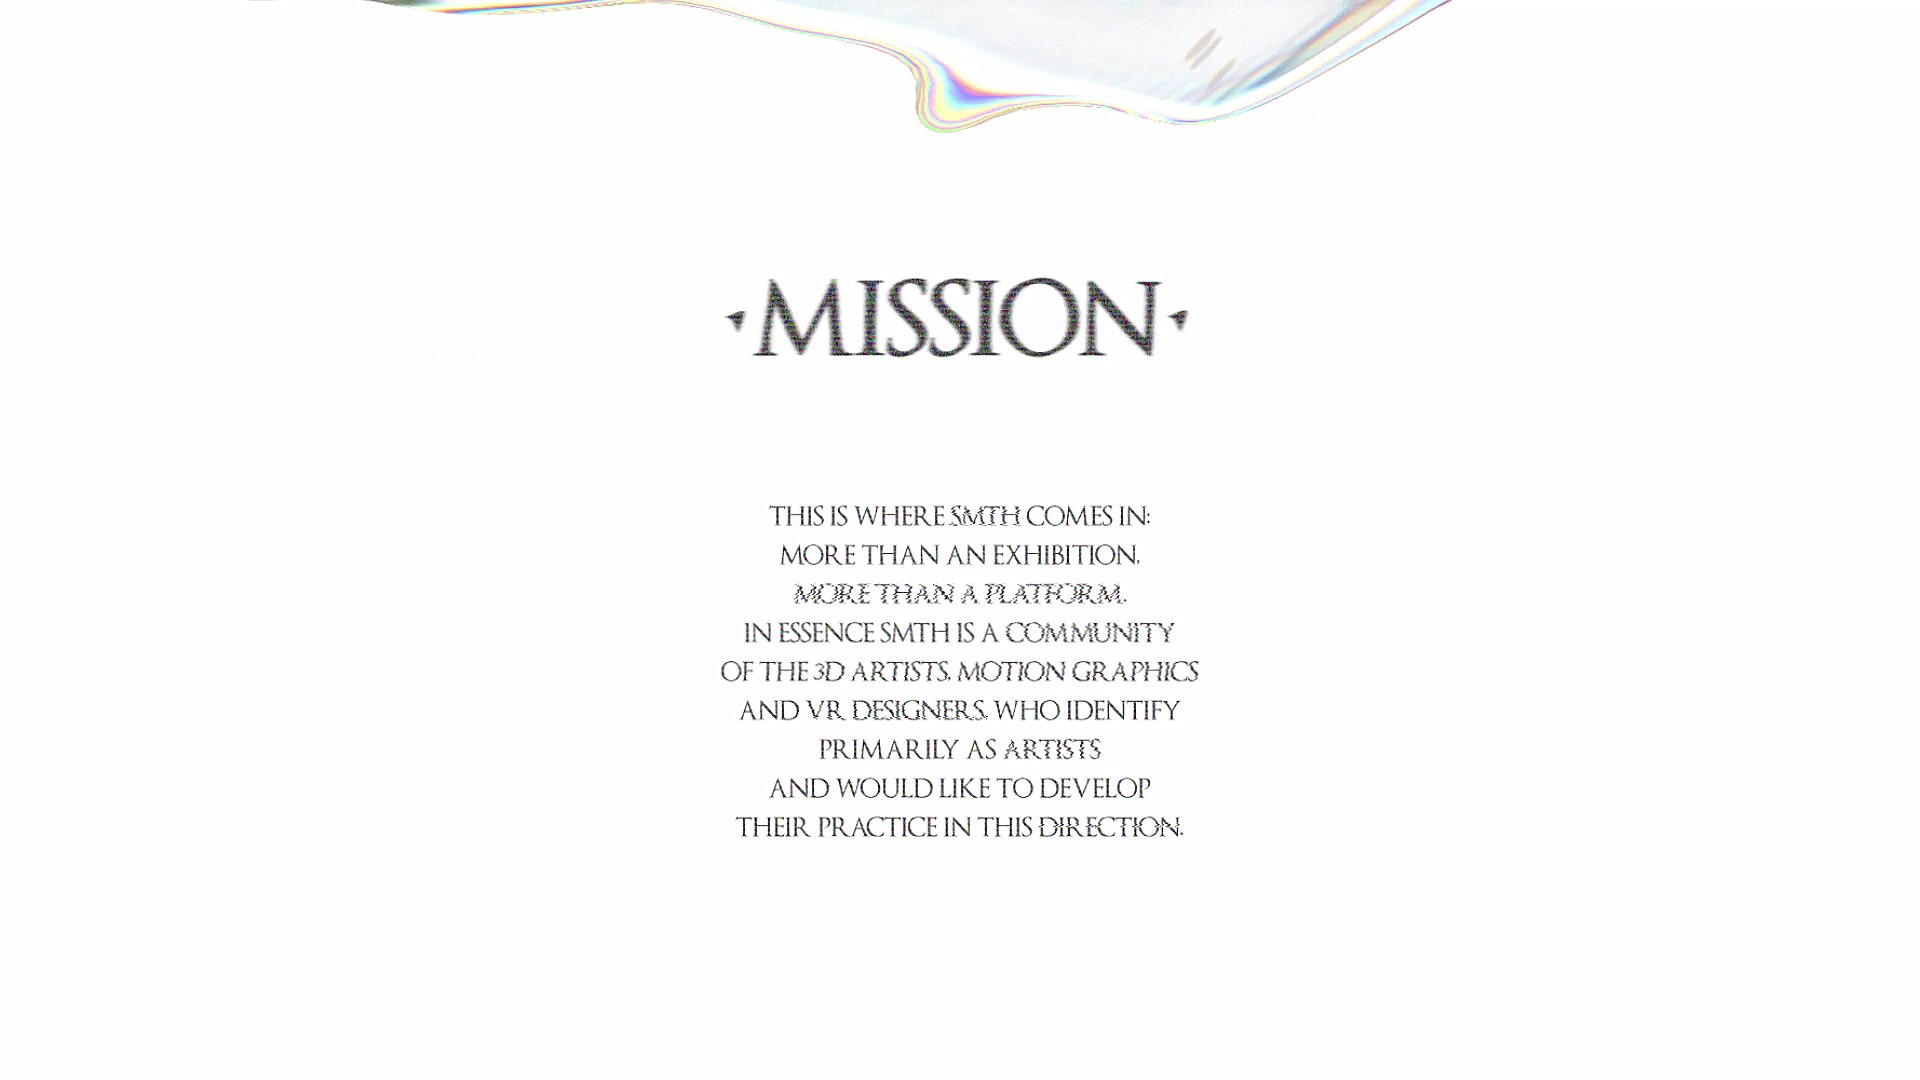 ·MISSION·
THIS IS WHERE SMTH COMES IN:
MORE THAN AN EXHIBITION,
MORE THAN A PLATFORM.
IN ESSENCE SMTH IS A COMMUNITY
OF THE 3D ARTISTS, MOTION GRAPHICS
AND VR DESIGNERS, WHO IDENTIFY
PRIMARILY AS ARTISTS
AND WOULD LIKE TO DEVELOP
THEIR PRACTICE IN THIS DIRECTION.